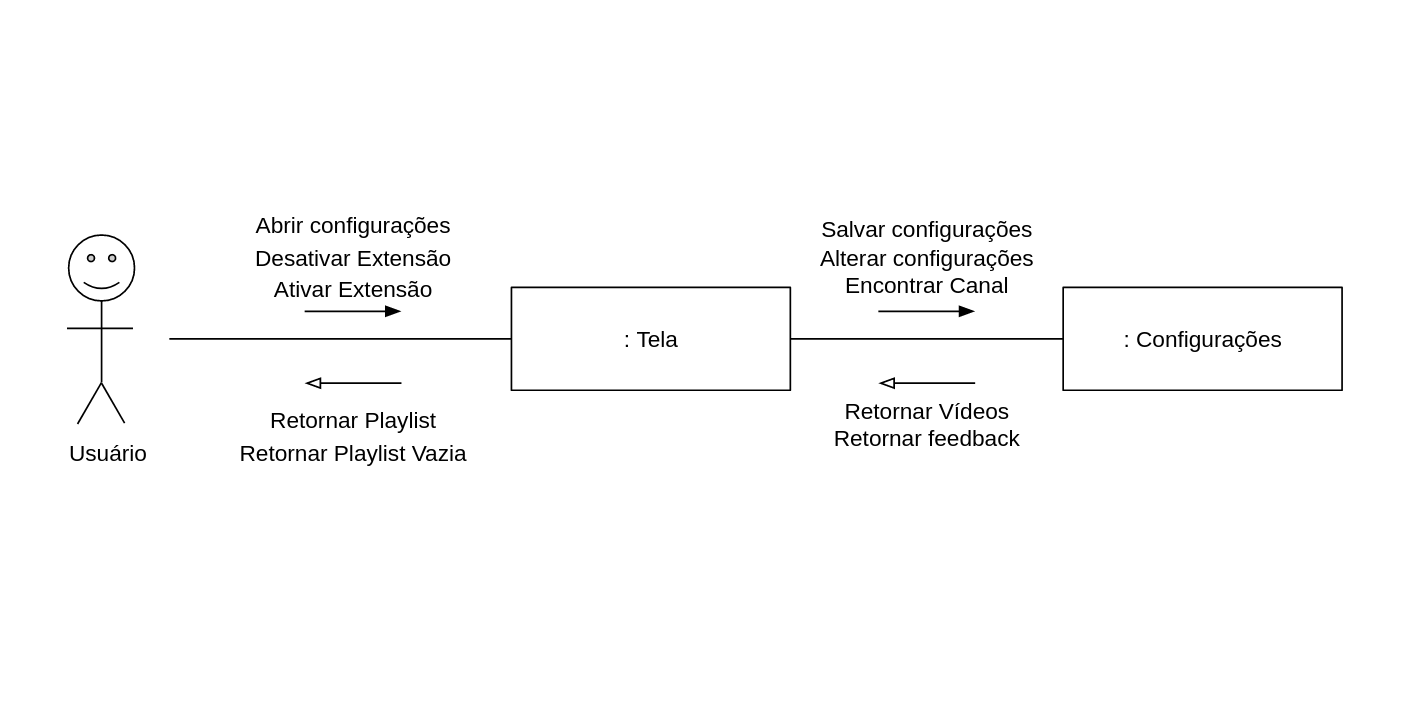 Abrir configurações
Desativar Extensão
Ativar Extensão
Salvar configurações
Alterar configurações
Encontrar Canal
: Tela
: Configurações
Retornar Playlist
Retornar Playlist Vazia
Retornar Vídeos
Retornar feedback
Usuário